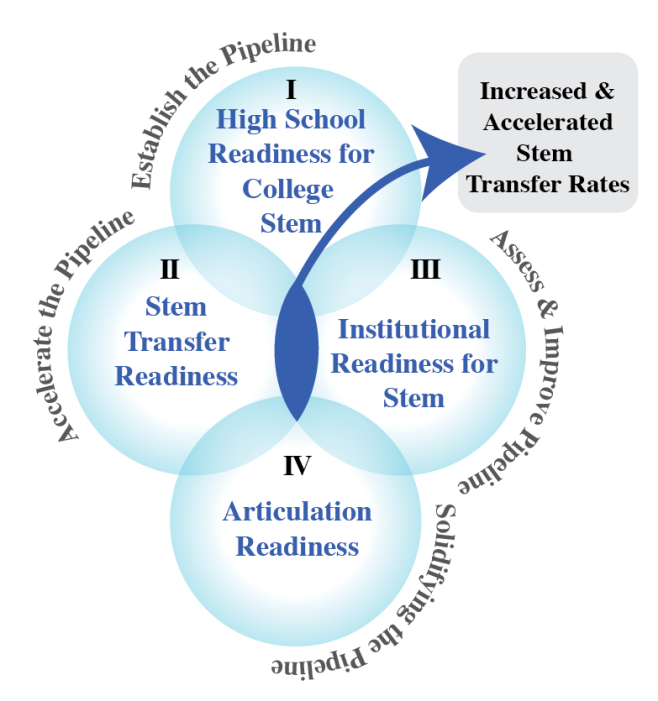 Establish the Pipeline
I
High School
Readiness for
College
Stem
Increased &
Accelerated
Stem
Transfer Rates
Accelerate the Pipeline
II
Stem
Transfer
Readiness
III
Institutional
Readiness for
Stem
Assess & Improve Pipeline
IV
Articulation
Readiness
Solidifying the Pipeline